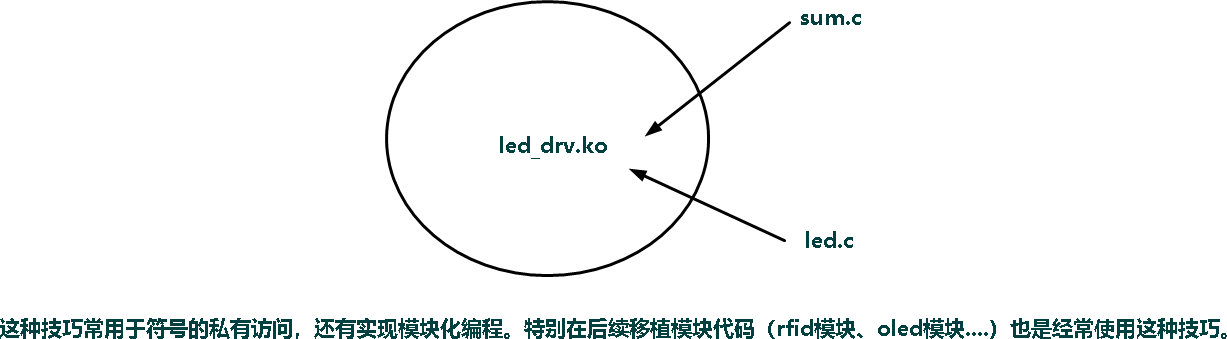 sum.c
led_drv.ko
led.c
这种技巧常用于符号的私有访问，还有实现模块化编程。特别在后续移植模块代码（rfid模块、oled模块....）也是经常使用这种技巧。